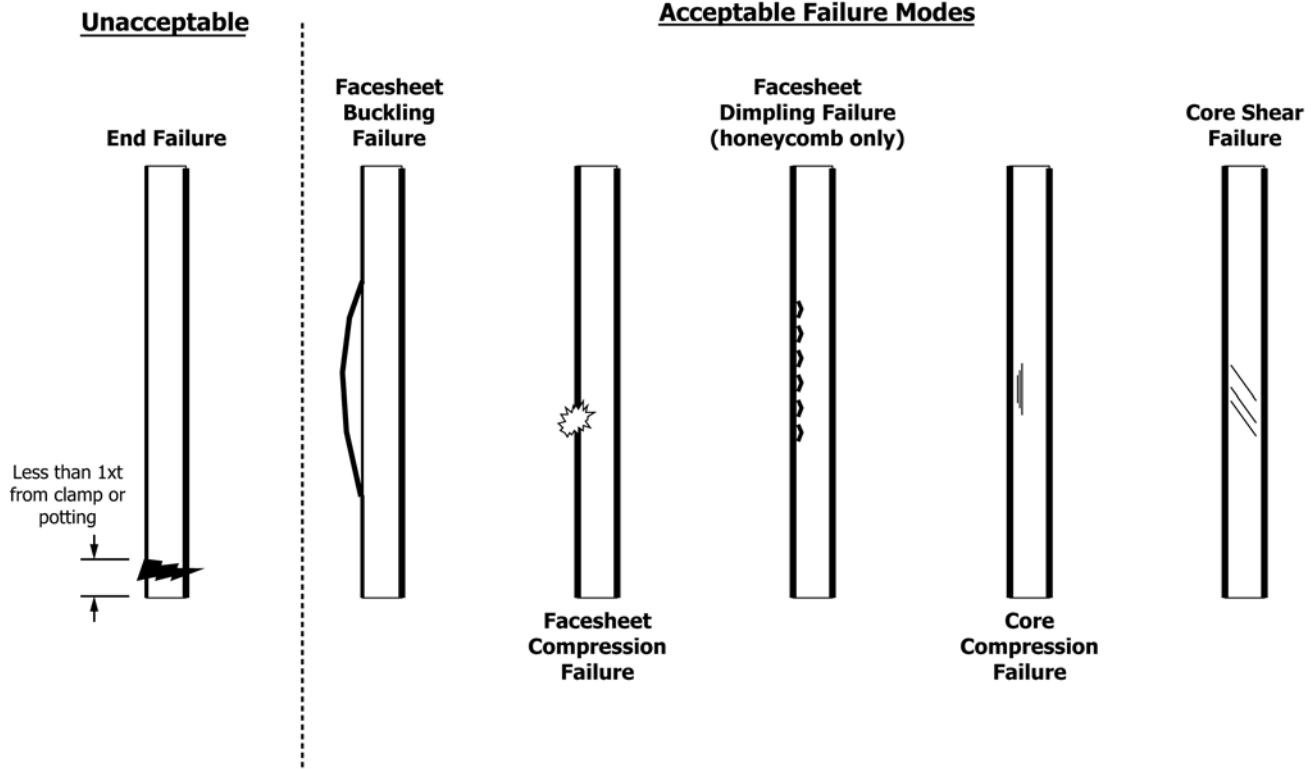 Unacceptable
Acceptable Failure Modes
End Failure
Facesheet
Buckling
Failure
Facesheet
Dimpling Failure
(honeycomb only)
Core Shear
Failure
Less than 1xt
from clamp or
potting
Facesheet
Compression
Failure
Core
Compression
Failure